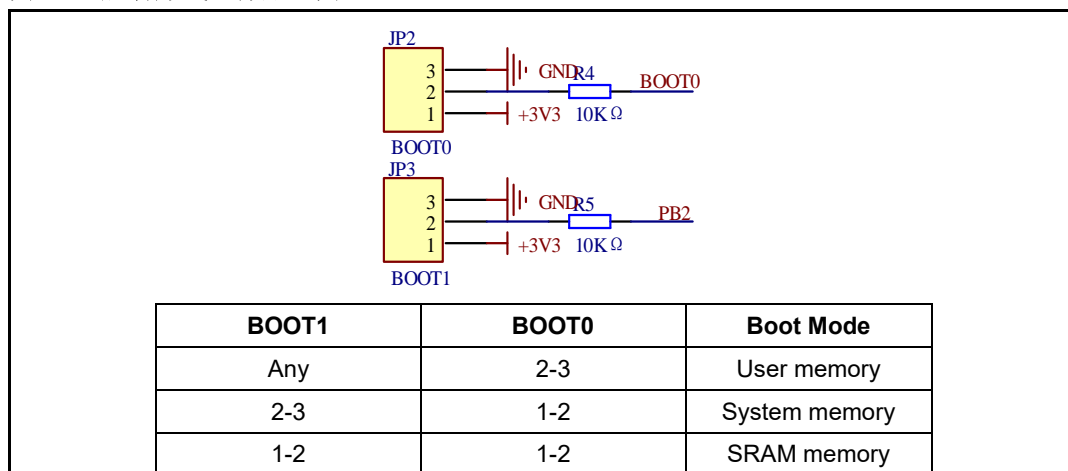 JP2
3 GND R4 BOOT0
2
1 +3V3 10KΩ
BOOT0
JP3
3 GND R5 PB2
2
1 +3V3 10KΩ
BOOT1
BOOT1 BOOT0 Boot Mode
Any 2-3 User memory
2-3 1-2 System memory
1-2 1-2 SRAM memory